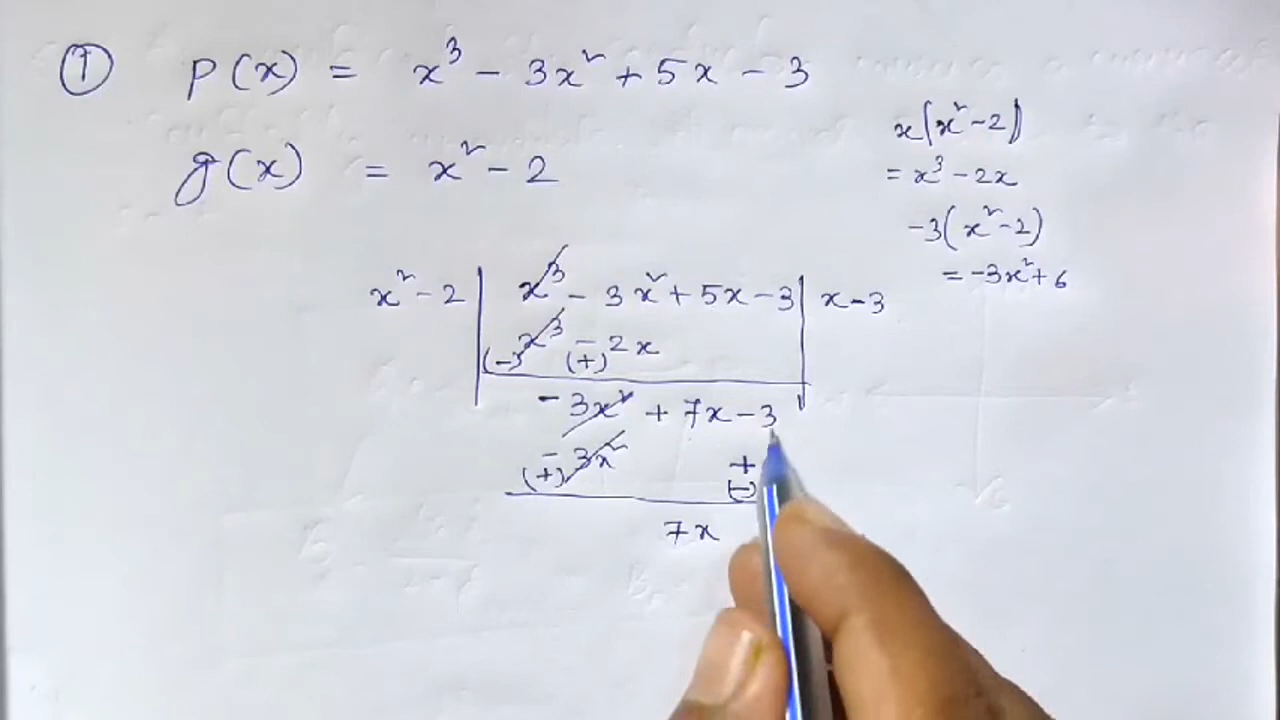 ① p(x) = x³ - 3x² + 5x - 3
g(x) = x² - 2
x(x² - 2)
= x³ - 2x
-3(x² - 2)
= -3x² + 6
x² - 2 | x³ - 3x² + 5x - 3 | x - 3
x³ - 2x
(-) (+)
- 3x² + 7x - 3
- 3x² +
(+) (-)
7x